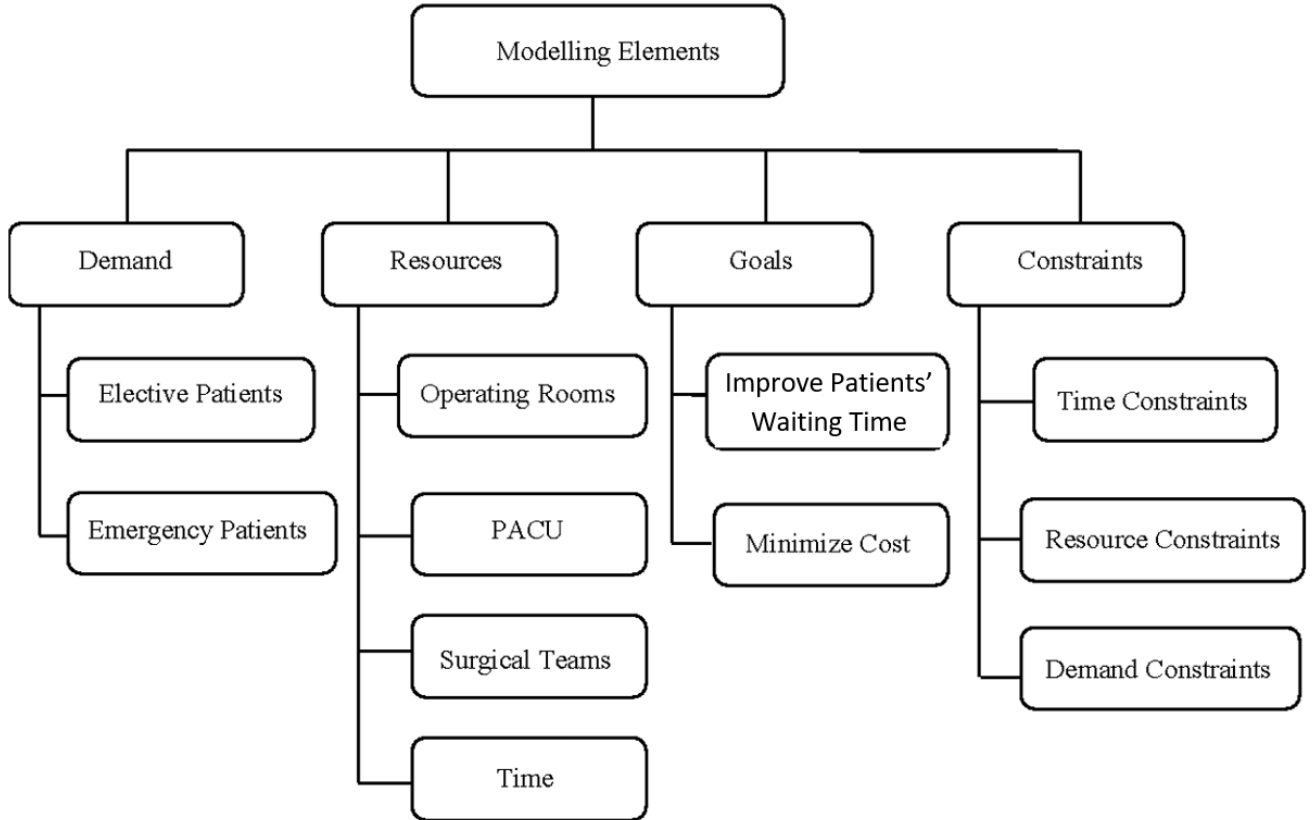 Modelling Elements
Demand
Resources
Goals
Constraints
Elective Patients
Emergency Patients
Operating Rooms
PACU
Surgical Teams
Time
Improve Patients’
Waiting Time
Minimize Cost
Time Constraints
Resource Constraints
Demand Constraints